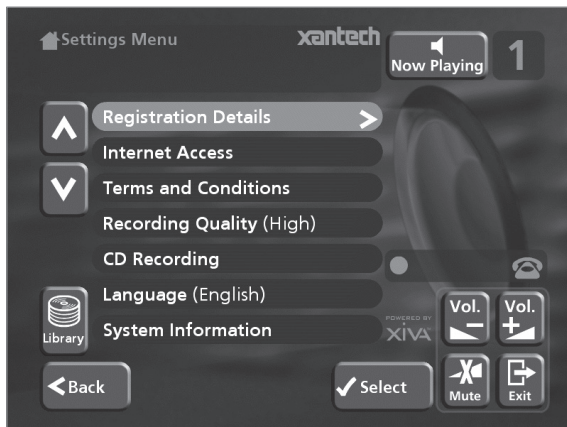 Settings Menu
xantech
Now Playing
1
Registration Details
Internet Access
Terms and Conditions
Recording Quality (High)
CD Recording
Language (English)
System Information
Library
POWERED BY
XiVA
Vol.
Vol.
Back
Select
Mute
Exit